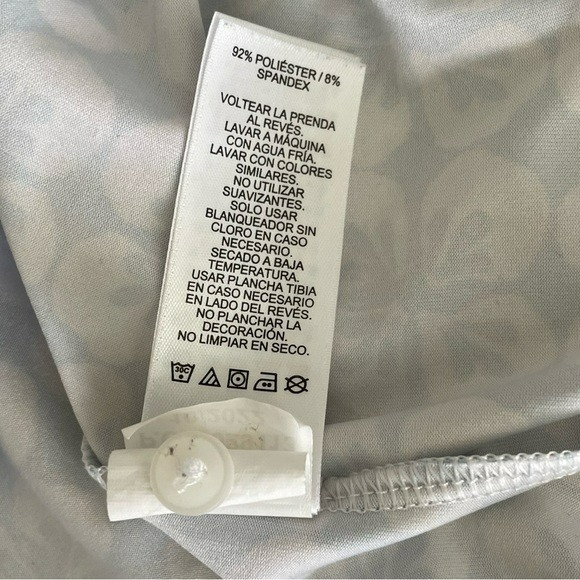 92% POLIÉSTER / 8%
SPANDEX
VOLTEAR LA PRENDA
AL REVÉS.
LAVAR A MÁQUINA
CON AGUA FRÍA.
LAVAR CON COLORES
SIMILARES.
NO UTILIZAR
SUAVIZANTES.
SOLO USAR
BLANQUEADOR SIN
CLORO EN CASO
NECESARIO.
SECADO A BAJA
TEMPERATURA.
USAR PLANCHA TIBIA
EN CASO NECESARIO
EN LADO DEL REVÉS.
NO PLANCHAR LA
DECORACIÓN.
NO LIMPIAR EN SECO.
30C